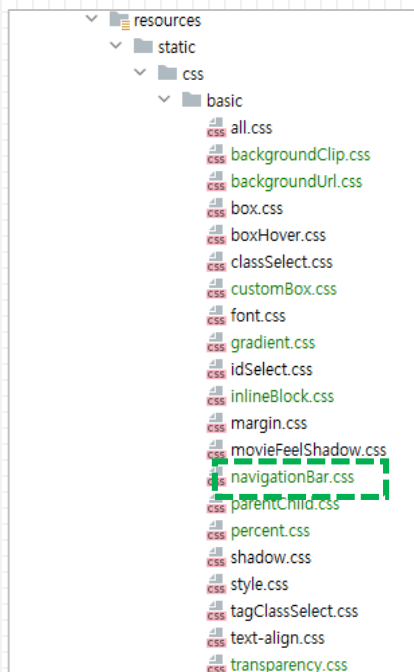 resources
static
css
basic
all.css
backgroundClip.css
backgroundUrl.css
box.css
boxHover.css
classSelect.css
customBox.css
font.css
gradient.css
idSelect.css
inlineBlock.css
margin.css
movieFeelShadow.css
navigationBar.css
parentChild.css
percent.css
shadow.css
style.css
tagClassSelect.css
text-align.css
transparency.css